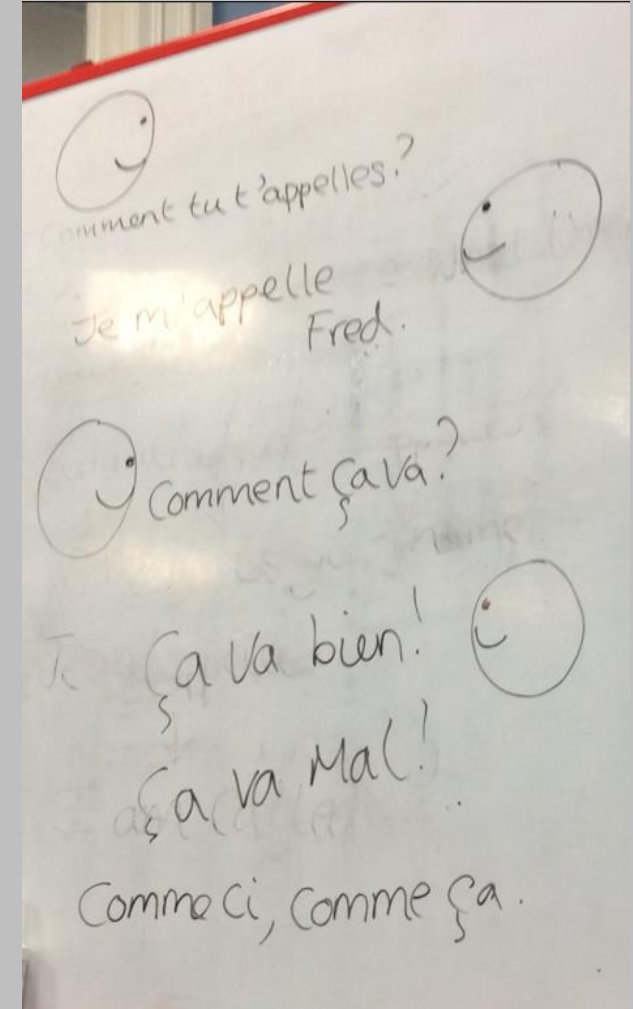 Comment tu t'appelles?
Je m'appelle
Fred.
Comment ça va?
Ça va bien!
Ça va Mal!
Comme Ci, Comme ça.